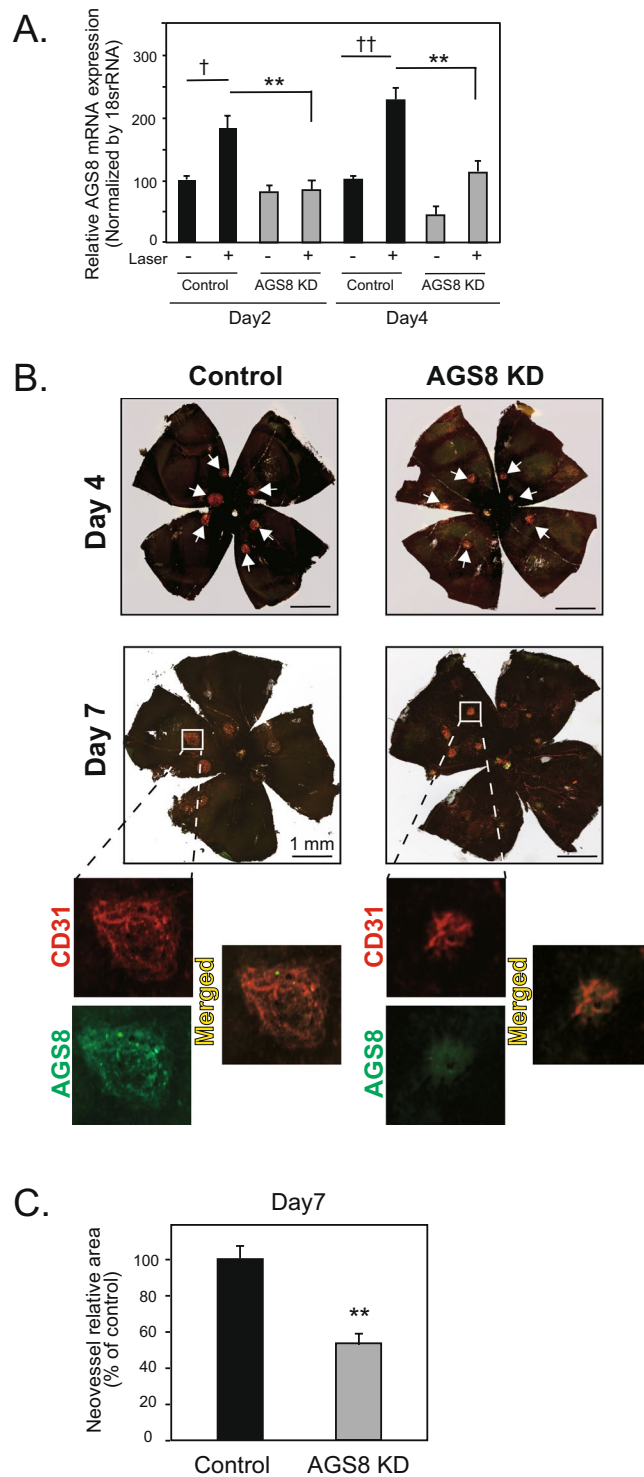 A.
Relative AGS8 mRNA expression
(Normalized by 18srRNA)
300
200
100
0
†
**
††
**
Laser
- + - + - + - +
Control AGS8 KD Control AGS8 KD
Day2 Day4
B.
Control AGS8 KD
Day 4
Day 7
1 mm
CD31
AGS8
Merged
CD31
AGS8
Merged
C.
Day7
Neovessel relative area
(% of control)
100
80
60
40
20
0
**
Control AGS8 KD